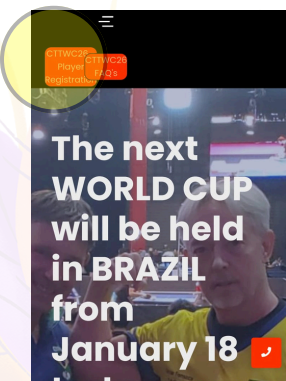 CTTWC26
Player
Registration
CTTWC26
FAQ's
The next
WORLD CUP
will be held
in BRAZIL
from
January 18